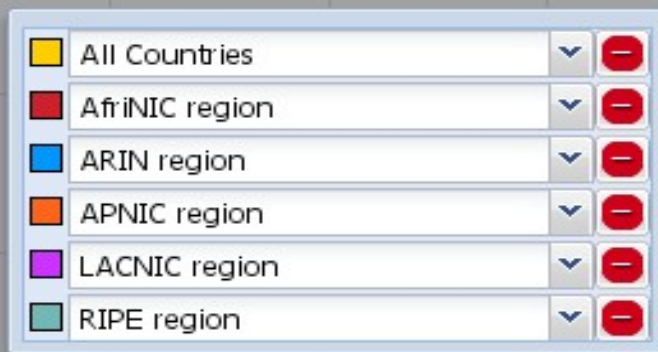 All Countries
AfriNIC region
ARIN region
APNIC region
LACNIC region
RIPE region